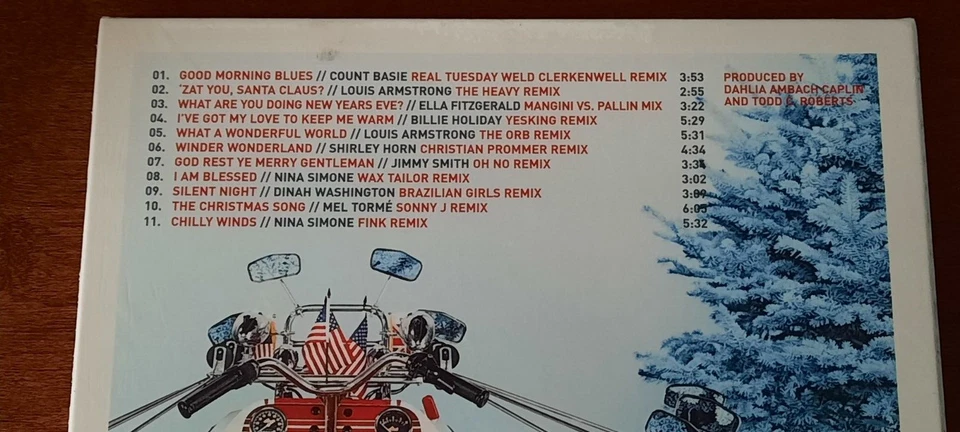 01. GOOD MORNING BLUES // COUNT BASIE REAL TUESDAY WELD CLERKENWELL REMIX 3:53
02. 'ZAT YOU, SANTA CLAUS? // LOUIS ARMSTRONG THE HEAVY REMIX 2:55
03. WHAT ARE YOU DOING NEW YEARS EVE? // ELLA FITZGERALD MANGINI VS. PALLIN MIX 3:22
04. I'VE GOT MY LOVE TO KEEP ME WARM // BILLIE HOLIDAY YESKING REMIX 5:29
05. WHAT A WONDERFUL WORLD // LOUIS ARMSTRONG THE ORB REMIX 5:31
06. WINDER WONDERLAND // SHIRLEY HORN CHRISTIAN PROMMER REMIX 4:34
07. GOD REST YE MERRY GENTLEMAN // JIMMY SMITH OH NO REMIX 3:34
08. I AM BLESSED // NINA SIMONE WAX TAILOR REMIX 3:02
09. SILENT NIGHT // DINAH WASHINGTON BRAZILIAN GIRLS REMIX 3:09
10. THE CHRISTMAS SONG // MEL TORMÉ SONNY J REMIX 6:05
11. CHILLY WINDS // NINA SIMONE FINK REMIX 5:32
PRODUCED BY
DAHLIA AMBACH CAPLIN
AND TODD C. ROBERTS